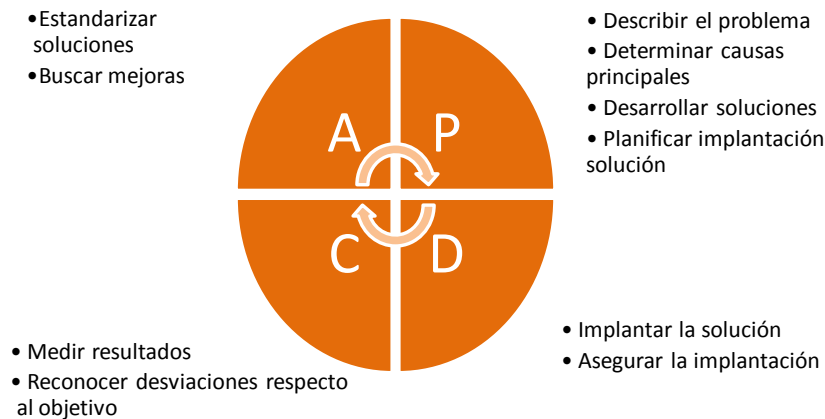 •Estandarizar
soluciones
•Buscar mejoras
• Describir el problema
• Determinar causas
principales
• Desarrollar soluciones
• Planificar implantación
solución
A
P
C
D
• Medir resultados
• Reconocer desviaciones respecto
al objetivo
• Implantar la solución
• Asegurar la implantación